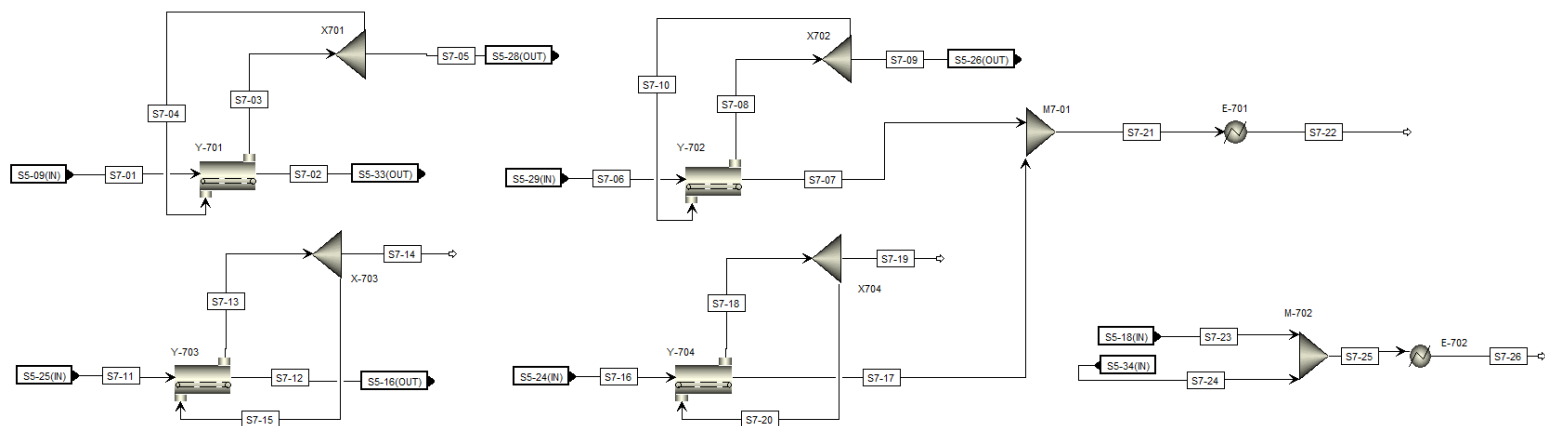 X701
S7-05
S5-28(OUT)
S7-04
S7-03
Y-701
S5-09(IN)
S7-01
S7-02
S5-33(OUT)
X702
S7-09
S5-26(OUT)
S7-10
S7-08
Y-702
S5-29(IN)
S7-06
S7-07
M7-01
S7-21
E-701
S7-22
S7-14
X-703
S7-13
Y-703
S5-25(IN)
S7-11
S7-12
S5-16(OUT)
S7-15
S7-19
X704
S7-18
Y-704
S5-24(IN)
S7-16
S7-17
S7-20
M-702
S5-18(IN)
S7-23
S5-34(IN)
S7-24
S7-25
E-702
S7-26